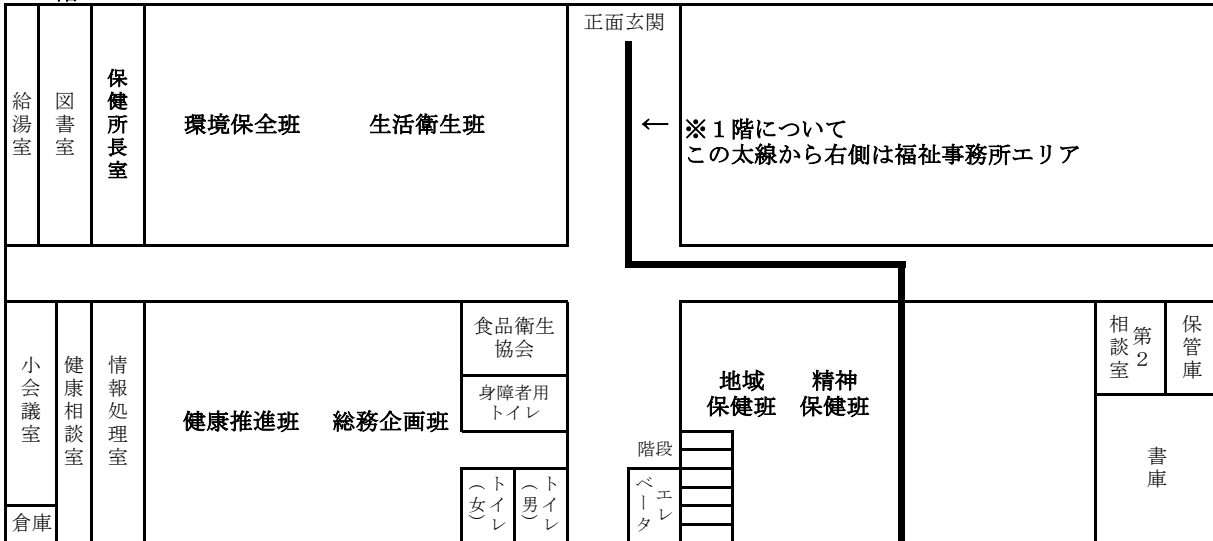 正面玄関
給湯室
図書室
保健所長室
環境保全班
生活衛生班
←
※1階について
この太線から右側は福祉事務所エリア
小会議室
倉庫
健康相談室
情報処理室
健康推進班
総務企画班
食品衛生
協会
身障者用
トイレ
トイレ
(女)
トイレ
(男)
階段
エレ
ベータ
地域
保健班
精神
保健班
第2
相談室
保管庫
書庫